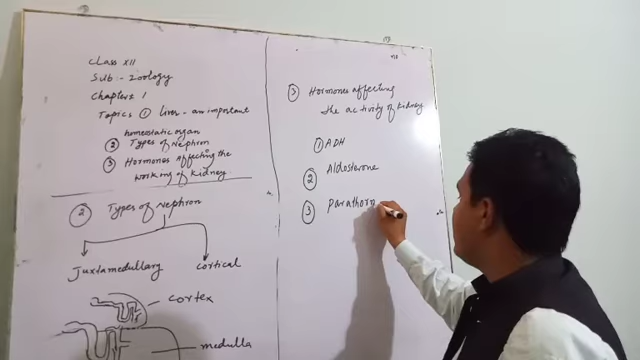 Class XII
Sub:- Zoology
Chapter: 1
Topics ① Liver - an important
homeostatic organ
② Types of Nephron
③ Hormones Affecting the
working of Kidney
② Types of Nephron
Juxtamedullary
cortical
cortex
medulla
③ Hormones affecting
the activity of Kidney
① ADH
② Aldosterone
③ Parathorm